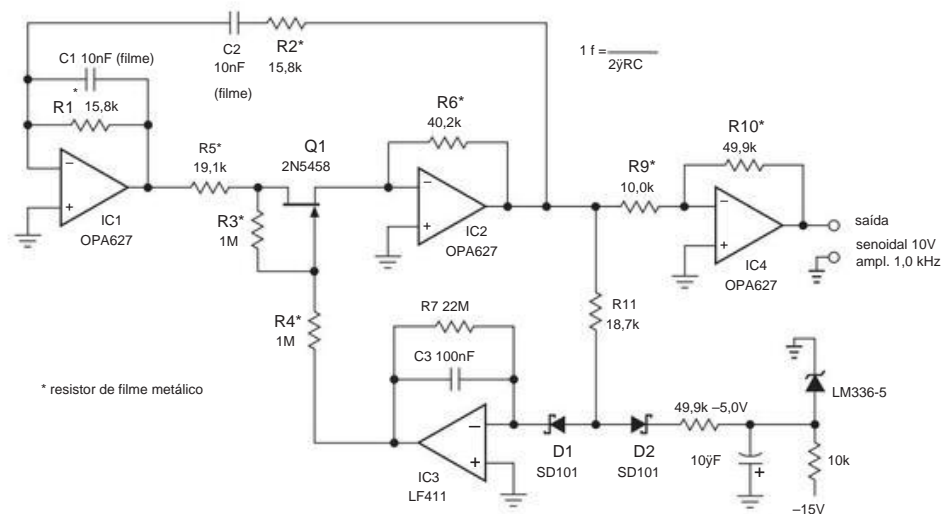 C2
10nF
(filme)
R2*
15,8k
1 f =
2ÿRC
C1 10nF (filme)
*
R1 15,8k
−
+
IC1
OPA627
R5*
19,1k
Q1
2N5458
R3*
1M
R6*
40,2k
−
+
IC2
OPA627
R9*
10,0k
R10*
49,9k
−
+
IC4
OPA627
saída
senoidal 10V
ampl. 1,0 kHz
R4*
1M
R7 22M
C3 100nF
R11
18,7k
* resistor de filme metálico
−
+
IC3
LF411
D1
SD101
D2
SD101
49,9k –5,0V
10ÿF
+
LM336-5
10k
–15V